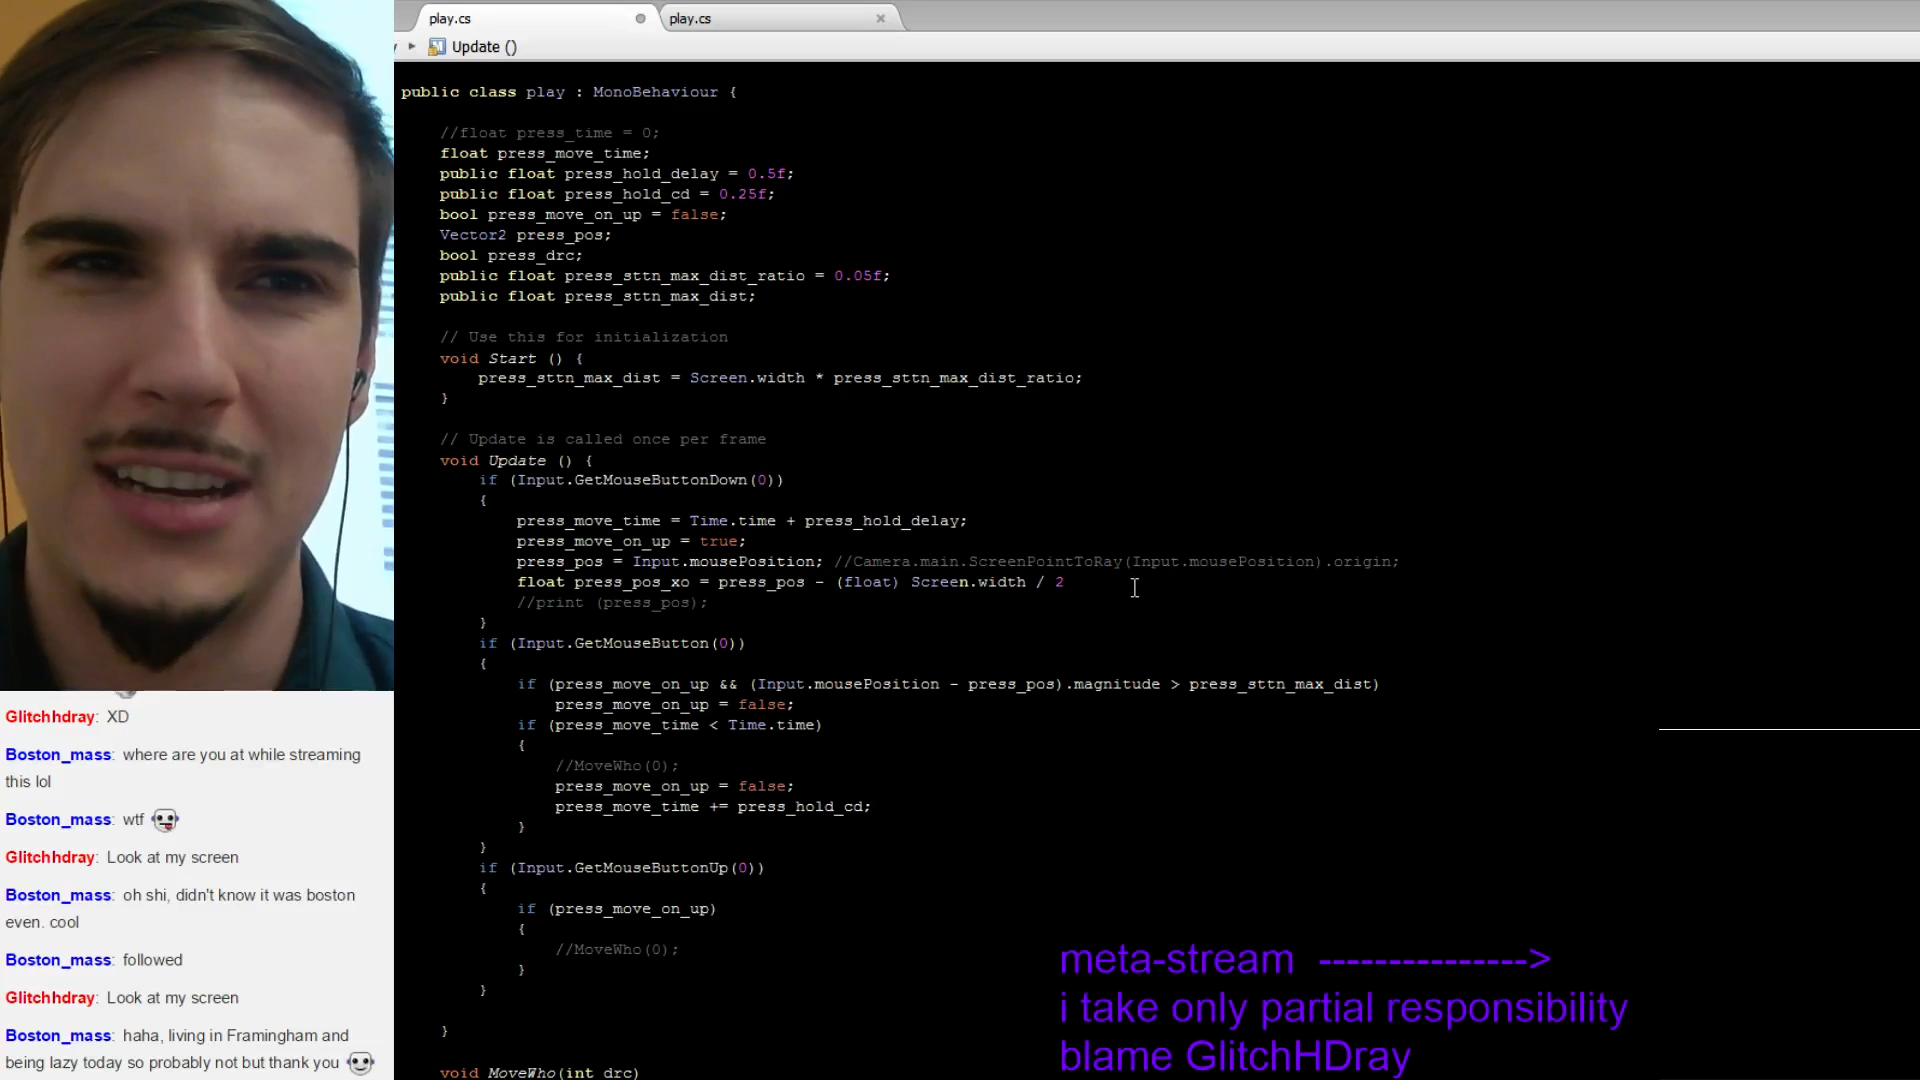 play.cs
play.cs
Update ()
public class play : MonoBehaviour {
//float press_time = 0;
float press_move_time;
public float press_hold_delay = 0.5f;
public float press_hold_cd = 0.25f;
bool press_move_on_up = false;
Vector2 press_pos;
bool press_drc;
public float press_sttn_max_dist_ratio = 0.05f;
public float press_sttn_max_dist;
// Use this for initialization
void Start () {
press_sttn_max_dist = Screen.width * press_sttn_max_dist_ratio;
}
// Update is called once per frame
void Update () {
if (Input.GetMouseButtonDown(0))
{
press_move_time = Time.time + press_hold_delay;
press_move_on_up = true;
press_pos = Input.mousePosition; //Camera.main.ScreenPointToRay(Input.mousePosition).origin;
float press_pos_xo = press_pos - (float) Screen.width / 2
//print (press_pos);
}
if (Input.GetMouseButton(0))
{
if (press_move_on_up && (Input.mousePosition - press_pos).magnitude > press_sttn_max_dist)
press_move_on_up = false;
if (press_move_time < Time.time)
{
//MoveWho(0);
press_move_on_up = false;
press_move_time += press_hold_cd;
}
}
if (Input.GetMouseButtonUp(0))
{
if (press_move_on_up)
{
//MoveWho(0);
}
}
}
void MoveWho(int drc)
Glitchhdray: XD
Boston_mass: where are you at while streaming
this lol
Boston_mass: wtf
Glitchhdray: Look at my screen
Boston_mass: oh shi, didn't know it was boston
even. cool
Boston_mass: followed
Glitchhdray: Look at my screen
Boston_mass: haha, living in Framingham and
being lazy today so probably not but thank you
meta-stream --------------->
i take only partial responsibility
blame GlitchHDray